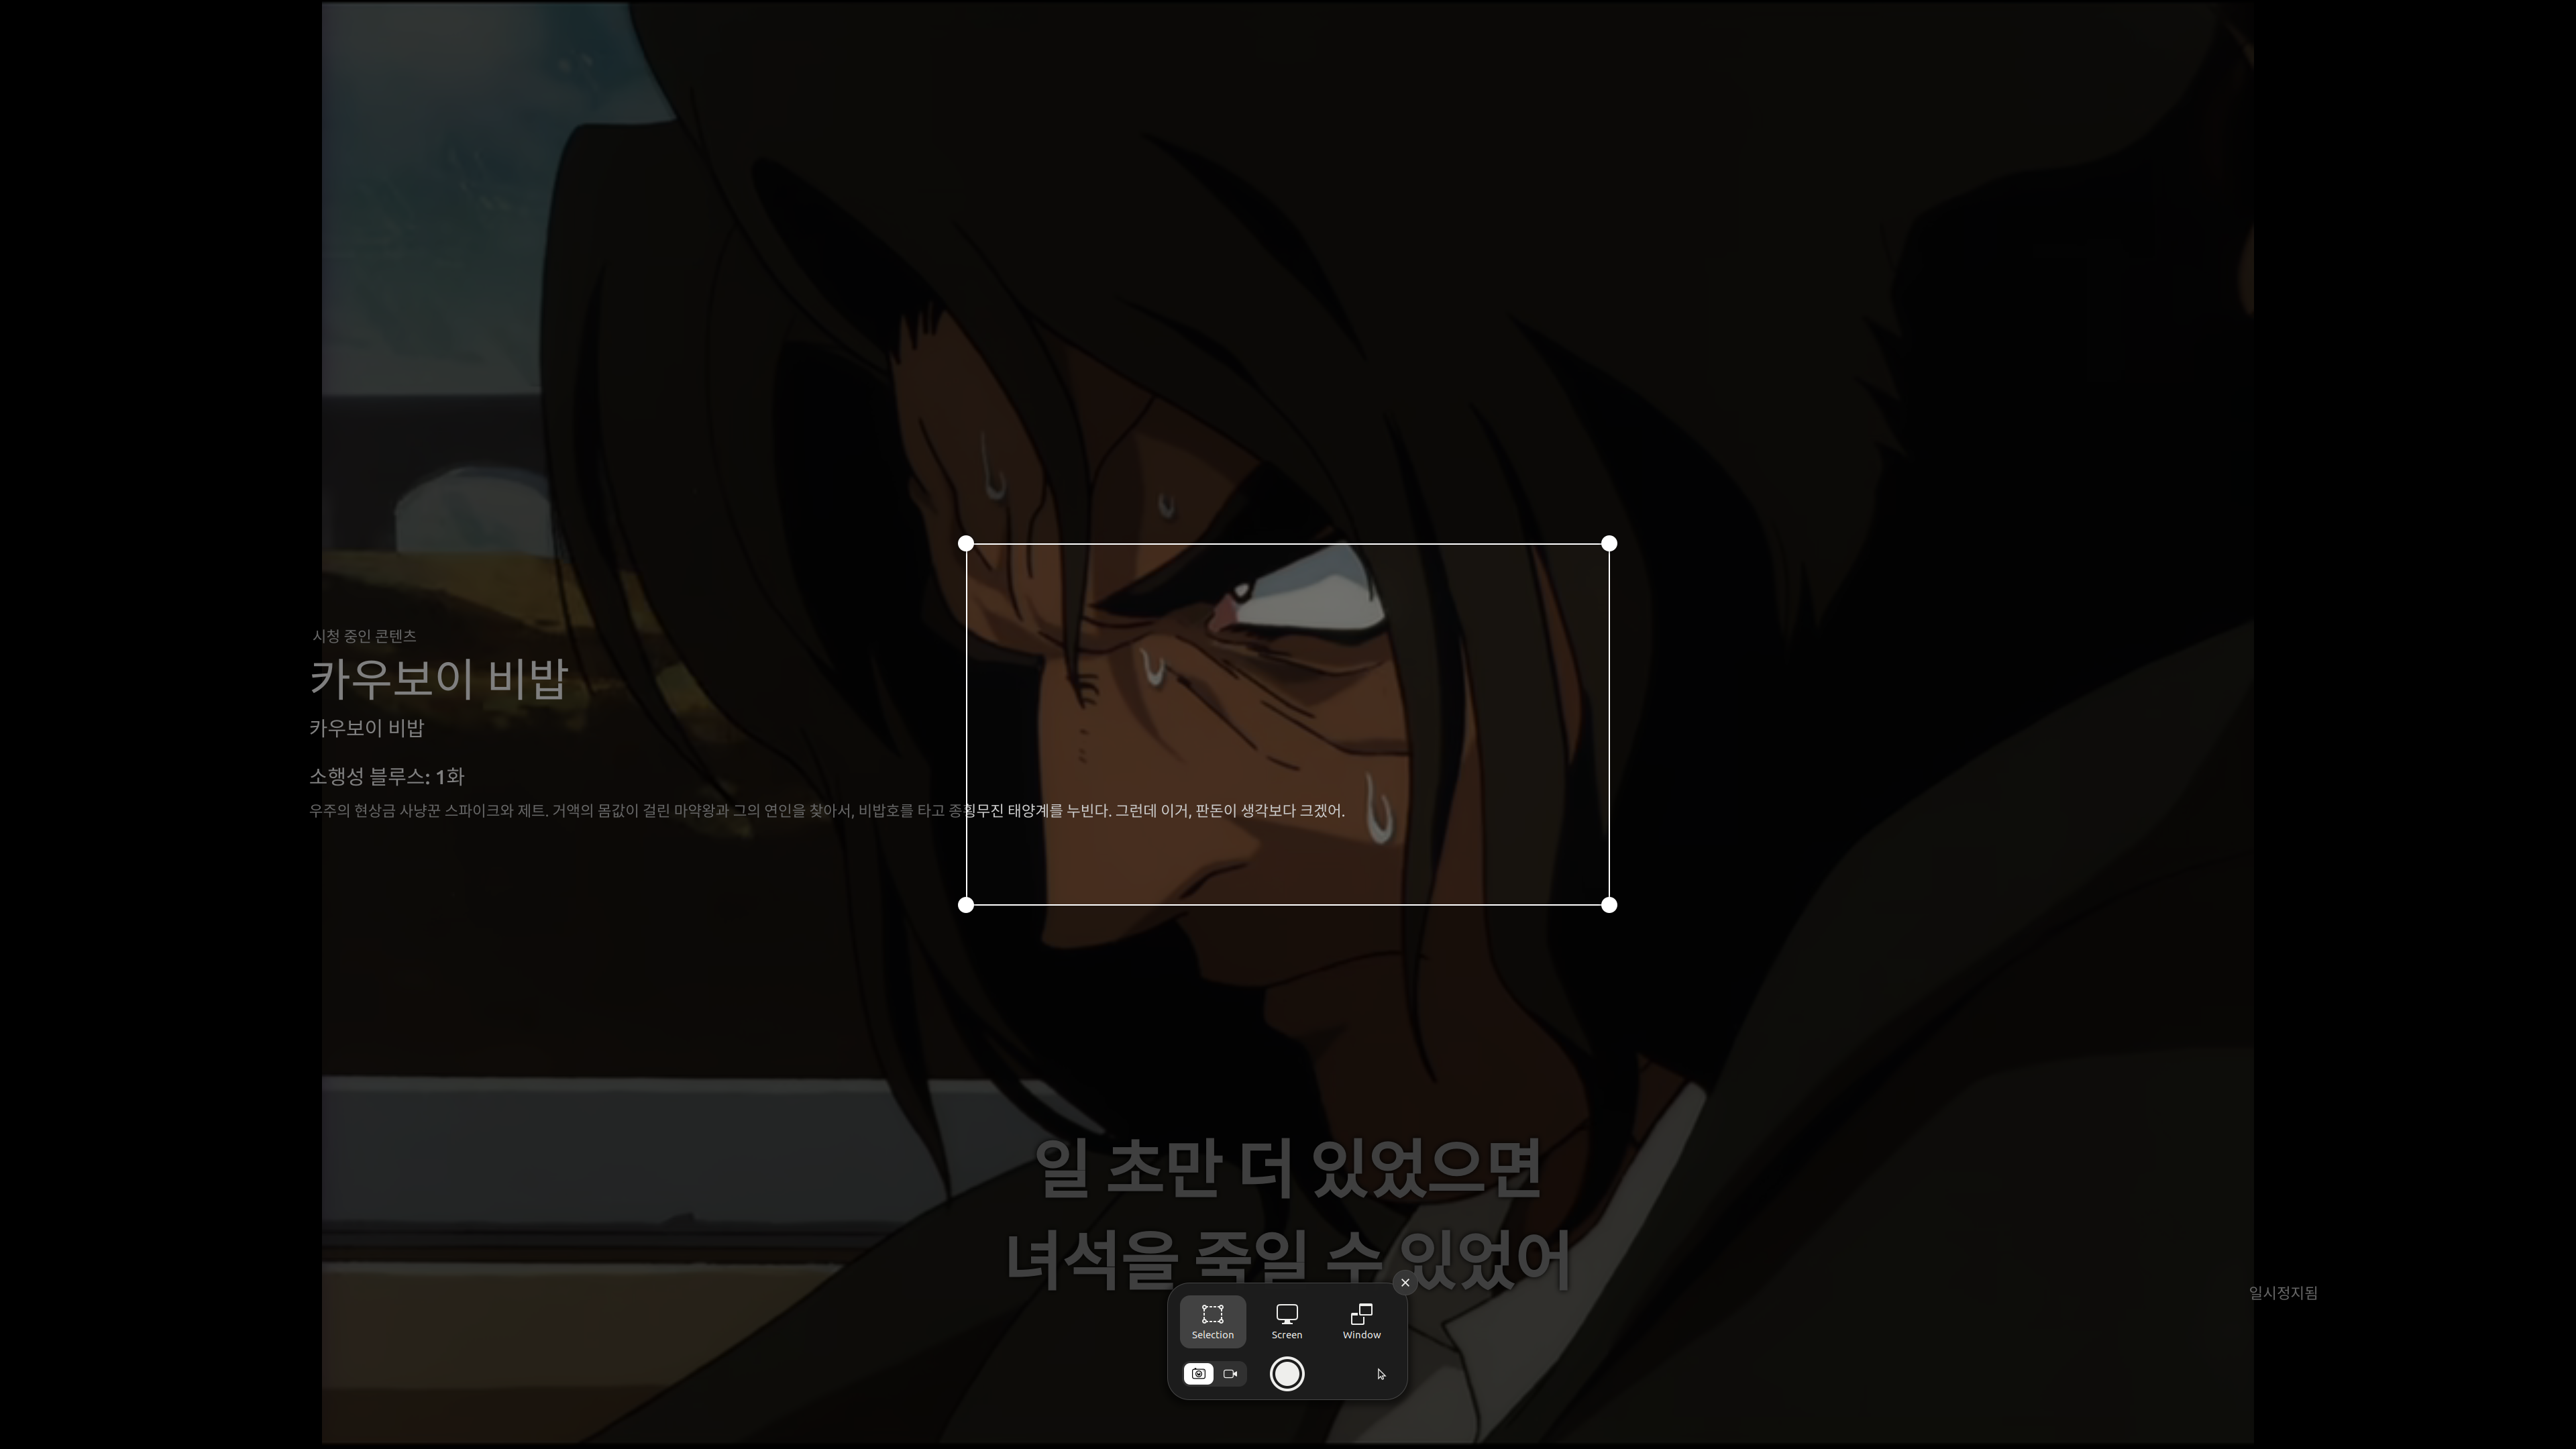 시청 중인 콘텐츠
카우보이 비밥
카우보이 비밥
소행성 블루스: 1화
우주의 현상금 사냥꾼 스파이크와 제트. 거액의 몸값이 걸린 마약왕과 그의 연인을 찾아서, 비밥호를 타고 종횡무진 태양계를 누빈다. 그런데 이거, 판돈이 생각보다 크겠어.
일 초만 더 있었으면
녀석을 죽일 수 있었어
일시정지됨
Selection Screen Window